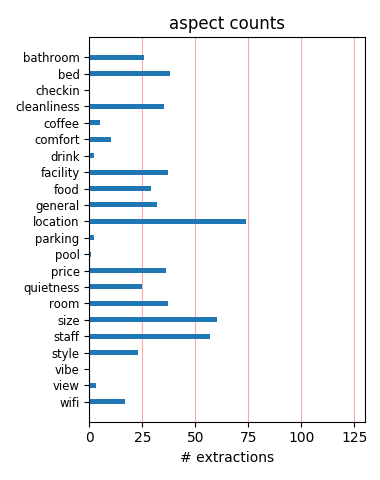 aspect counts
bathroom
bed
checkin
cleanliness
coffee
comfort
drink
facility
food
general
location
parking
pool
price
quietness
room
size
staff
style
vibe
view
wifi
0 25 50 75 100 125
# extractions